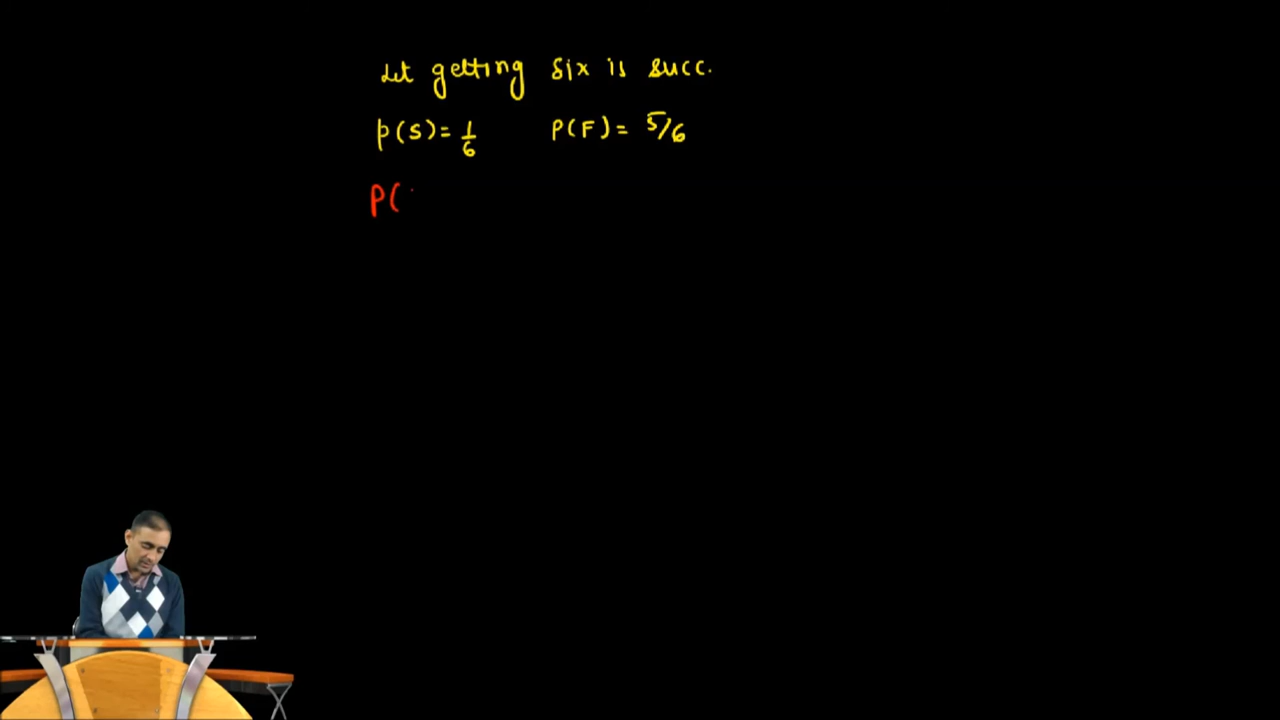 Let getting six is succ.
P(S)= 1/6 P(F)= 5/6
P(